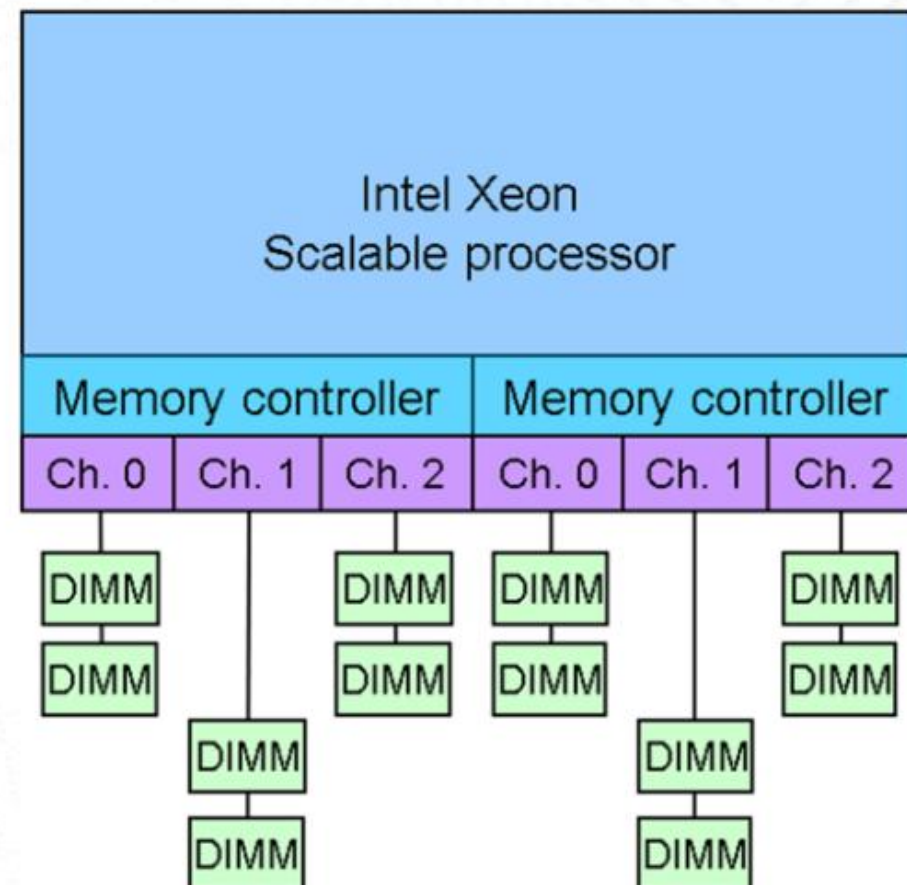 Intel Xeon
Scalable processor
Memory controller Memory controller
Ch. 0 Ch. 1 Ch. 2 Ch. 0 Ch. 1 Ch. 2
DIMM DIMM DIMM DIMM
DIMM DIMM DIMM DIMM
DIMM DIMM
DIMM DIMM